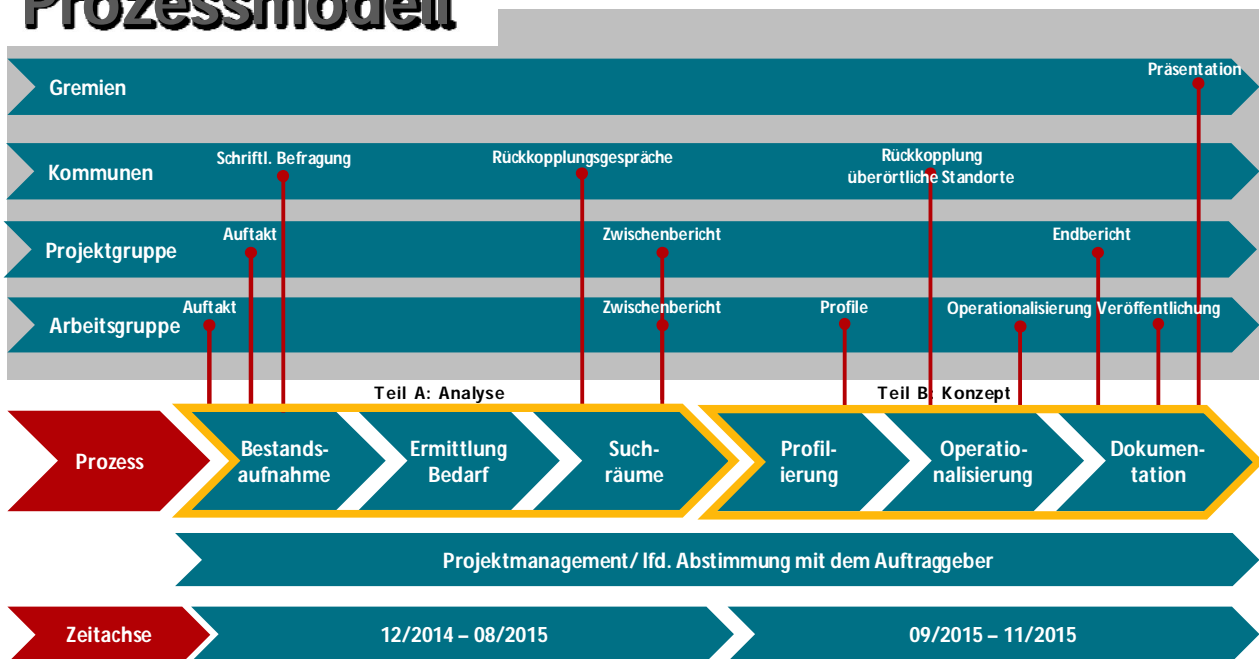 Prozessmodell
Präsentation
Gremien
Schriftl. Befragung
Rückkopplungsgespräche
Rückkopplung
überörtliche Standorte
Kommunen
Auftakt
Zwischenbericht
Endbericht
Projektgruppe
Auftakt
Zwischenbericht
Profile
Operationalisierung
Veröffentlichung
Arbeitsgruppe
Teil A: Analyse
Teil B: Konzept
Prozess
Bestands-
aufnahme
Ermittlung
Bedarf
Such-
räume
Profil-
ierung
Operatio-
nalisierung
Dokumen-
tation
Projektmanagement/ lfd. Abstimmung mit dem Auftraggeber
Zeitachse
12/2014 – 08/2015
09/2015 – 11/2015